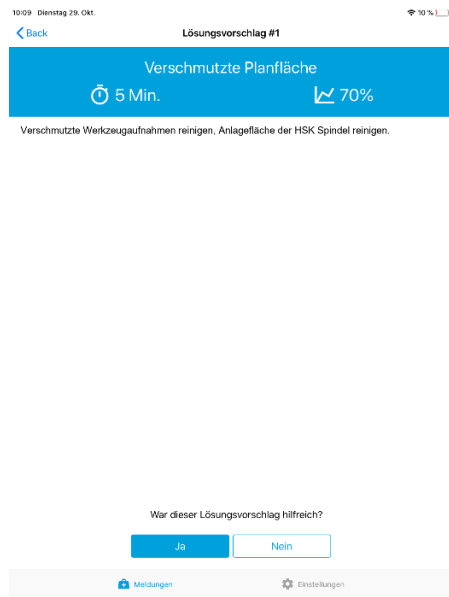 10:09 Dienstag 29. Okt. 10 %
Back Lösungsvorschlag #1
Verschmutzte Planfläche
5 Min. 70%
Verschmutzte Werkzeugaufnahmen reinigen, Anlagefläche der HSK Spindel reinigen.
War dieser Lösungsvorschlag hilfreich?
Ja Nein
Meldungen Einstellungen